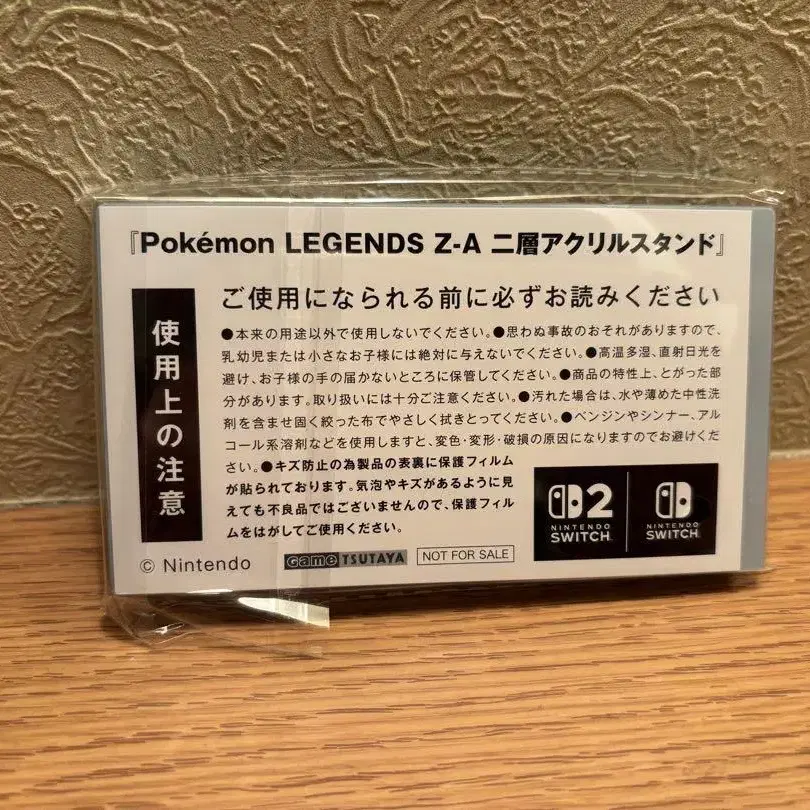 『Pokémon LEGENDS Z-A 二層アクリルスタンド』
使用上の注意
ご使用になられる前に必ずお読みください
●本来の用途以外で使用しないでください。●思わぬ事故のおそれがありますので、
乳幼児または小さなお子様には絶対に与えないでください。●高温多湿、直射日光を
避け、お子様の手の届かないところに保管してください。●商品の特性上、とがった部
分があります。取り扱いには十分ご注意ください。●汚れた場合は、水や薄めた中性洗
剤を含ませ固く絞った布でやさしく拭きとってください。●ベンジンやシンナー、アル
コール系溶剤などを使用しますと、変色・変形・破損の原因になりますのでお避けくだ
さい。●キズ防止の為製品の表裏に保護フィルム
が貼られております。気泡やキズがあるように見
えても不良品ではございませんので、保護フィル
ムをはがしてご使用ください。
© Nintendo
Game TSUTAYA
NOT FOR SALE
2
NINTENDO
SWITCH
NINTENDO
SWITCH